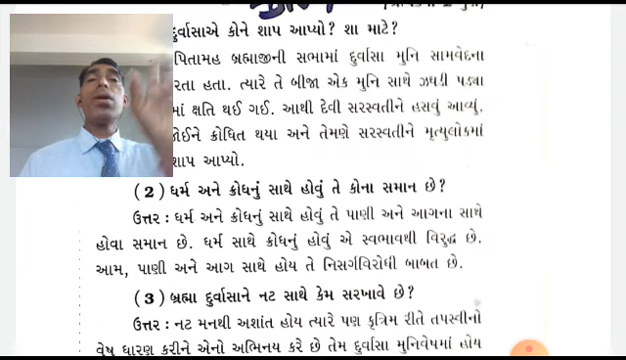 દુર્વાસાએ કોને શાપ આપ્યો? શા માટે?
પિતામહ બ્રહ્માજીની સભામાં દુર્વાસા મુનિ સામવેદના
રતા હતા. ત્યારે તે બીજા એક મુનિ સાથે ઝઘડી પડ્યા
માં ક્ષતિ થઈ ગઈ. આથી દેવી સરસ્વતીને હસવું આવ્યું.
જોઈને ક્રોધિત થયા અને તેમણે સરસ્વતીને મૃત્યુલોકમાં
શાપ આપ્યો.
(2) ધર્મ અને ક્રોધનું સાથે હોવું તે કોના સમાન છે?
ઉત્તર : ધર્મ અને ક્રોધનું સાથે હોવું તે પાણી અને આગના સાથે
હોવા સમાન છે. ધર્મ સાથે ક્રોધનું હોવું એ સ્વભાવથી વિરુદ્ધ છે.
આમ, પાણી અને આગ સાથે હોય તે નિસર્ગવિરોધી બાબત છે.
(3) બ્રહ્મા દુર્વાસાને નટ સાથે કેમ સરખાવે છે?
ઉત્તર : નટ મનથી અશાંત હોય ત્યારે પણ કૃત્રિમ રીતે તપસ્વીનો
વેષ ધારણ કરીને એનો અભિનય કરે છે તેમ દુર્વાસા મુનિવેષમાં હોય